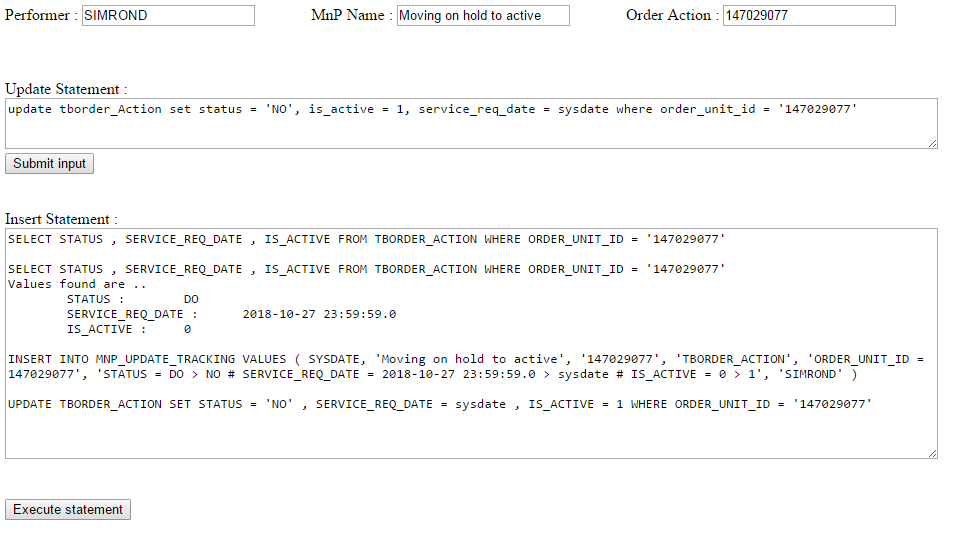 Performer : SIMROND MnP Name : Moving on hold to active Order Action : 147029077
Update Statement :
update tborder_Action set status = 'NO', is_active = 1, service_req_date = sysdate where order_unit_id = '147029077'
Submit input
Insert Statement :
SELECT STATUS , SERVICE_REQ_DATE , IS_ACTIVE FROM TBORDER_ACTION WHERE ORDER_UNIT_ID = '147029077'
SELECT STATUS , SERVICE_REQ_DATE , IS_ACTIVE FROM TBORDER_ACTION WHERE ORDER_UNIT_ID = '147029077'
Values found are ..
STATUS : DO
SERVICE_REQ_DATE : 2018-10-27 23:59:59.0
IS_ACTIVE : 0
INSERT INTO MNP_UPDATE_TRACKING VALUES ( SYSDATE, 'Moving on hold to active', '147029077', 'TBORDER_ACTION', 'ORDER_UNIT_ID =
147029077', 'STATUS = DO > NO # SERVICE_REQ_DATE = 2018-10-27 23:59:59.0 > sysdate # IS_ACTIVE = 0 > 1', 'SIMROND' )
UPDATE TBORDER_ACTION SET STATUS = 'NO' , SERVICE_REQ_DATE = sysdate , IS_ACTIVE = 1 WHERE ORDER_UNIT_ID = '147029077'
Execute statement